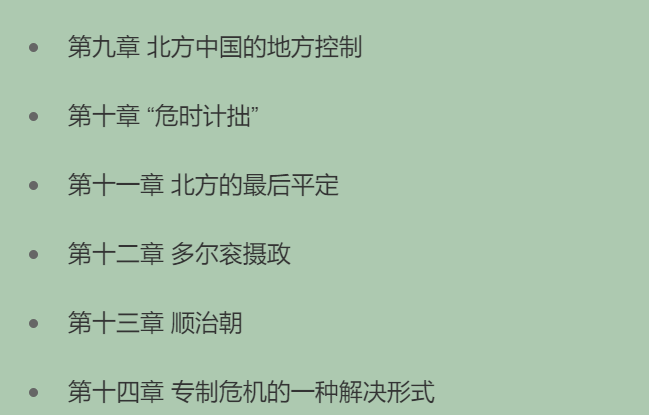 第九章 北方中国的地方控制
第十章 “危时计拙”
第十一章 北方的最后平定
第十二章 多尔衮摄政
第十三章 顺治朝
第十四章 专制危机的一种解决形式